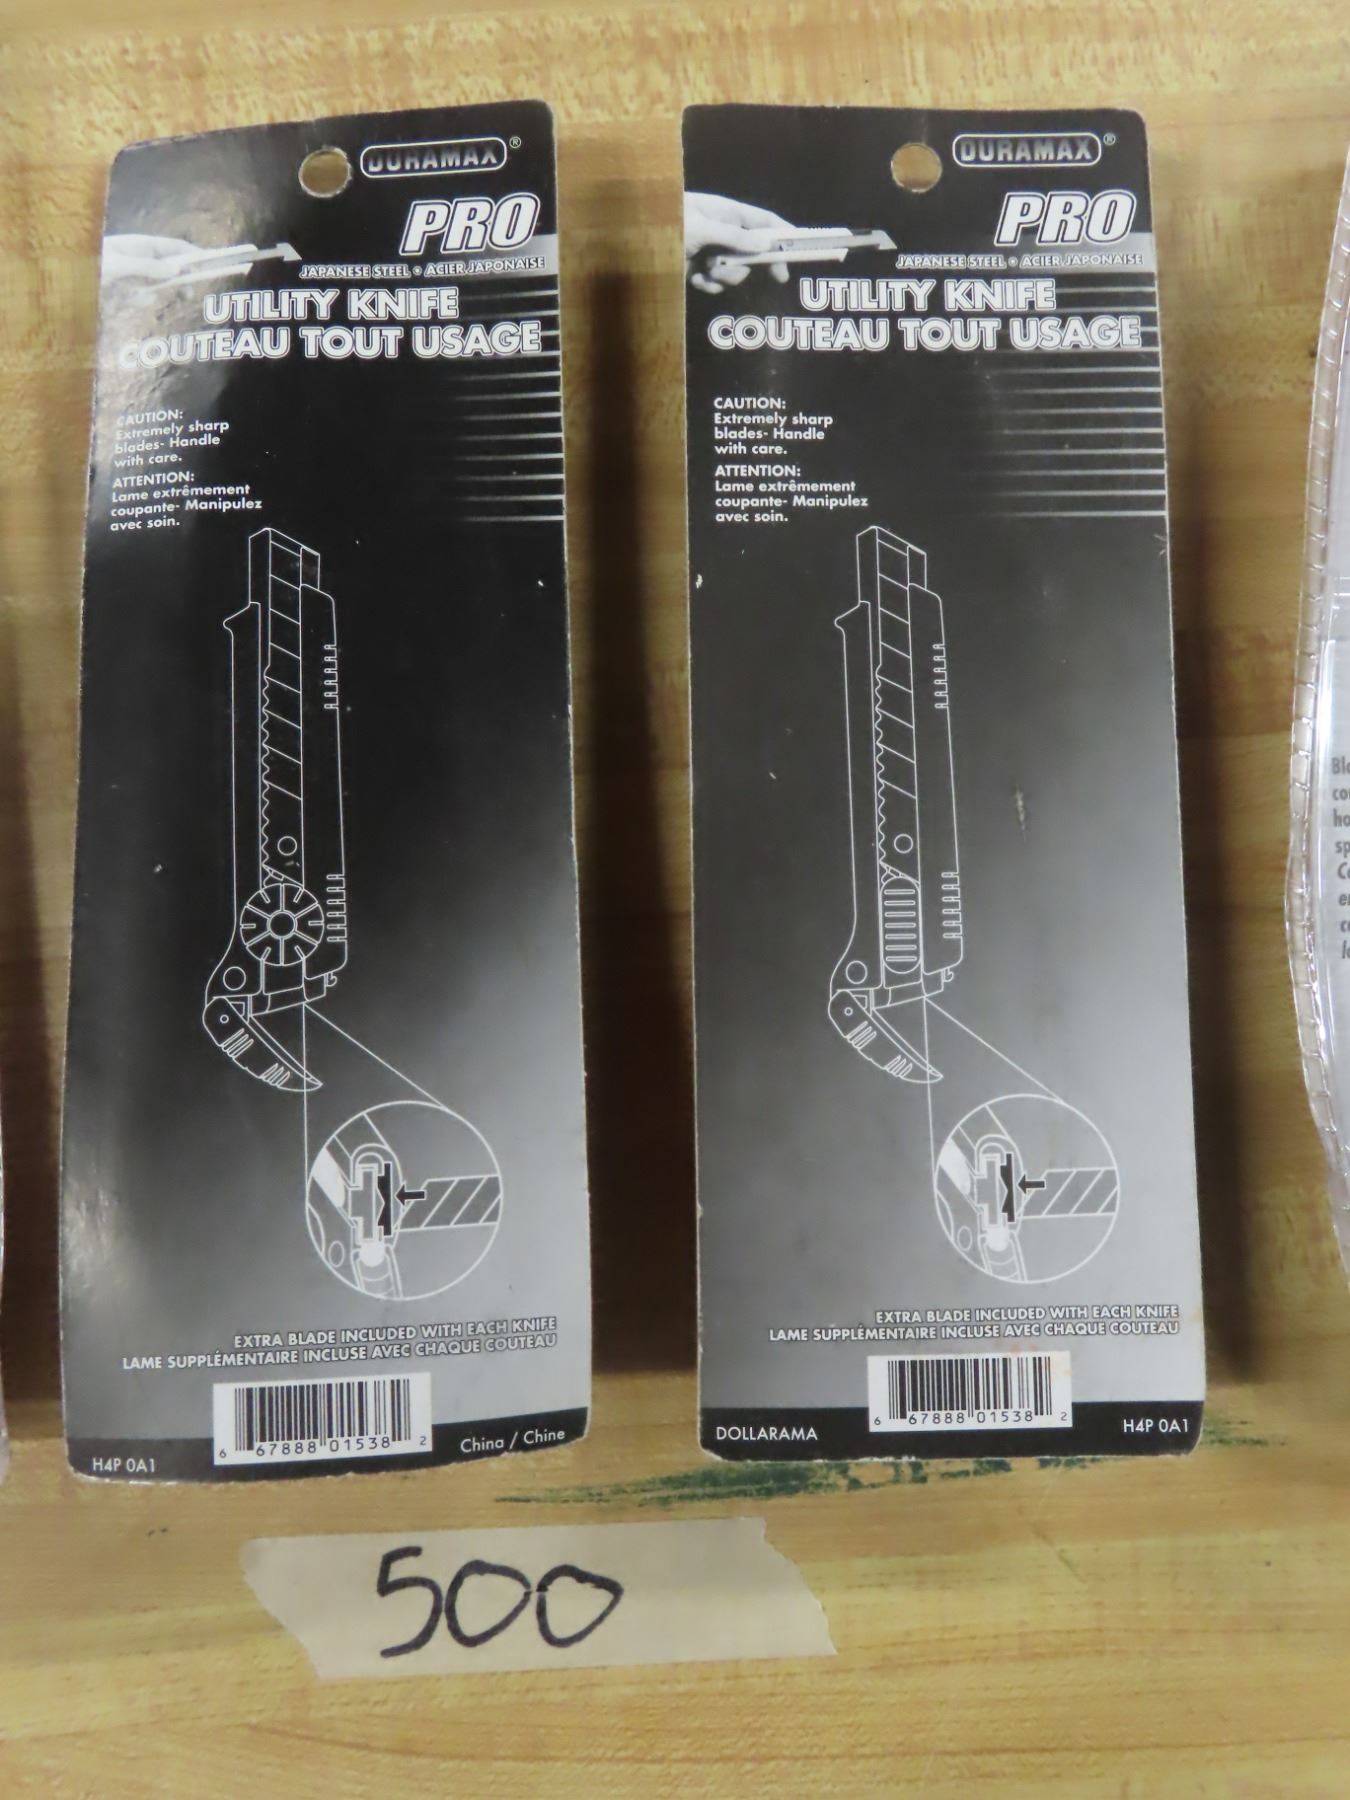 DURAMAX®
PRO
JAPANESE STEEL • ACIER JAPONAISE
UTILITY KNIFE
COUTEAU TOUT USAGE
CAUTION:
Extremely sharp
blades- Handle
with care.
ATTENTION:
Lame extrêmement
coupante- Manipulez
avec soin.
EXTRA BLADE INCLUDED WITH EACH KNIFE
LAME SUPPLÉMENTAIRE INCLUSE AVEC CHAQUE COUTEAU
6 67888 01538 2
H4P 0A1
China / Chine
DURAMAX®
PRO
JAPANESE STEEL • ACIER JAPONAISE
UTILITY KNIFE
COUTEAU TOUT USAGE
CAUTION:
Extremely sharp
blades- Handle
with care.
ATTENTION:
Lame extrêmement
coupante- Manipulez
avec soin.
EXTRA BLADE INCLUDED WITH EACH KNIFE
LAME SUPPLÉMENTAIRE INCLUSE AVEC CHAQUE COUTEAU
6 67888 01538 2
DOLLARAMA
H4P 0A1
500